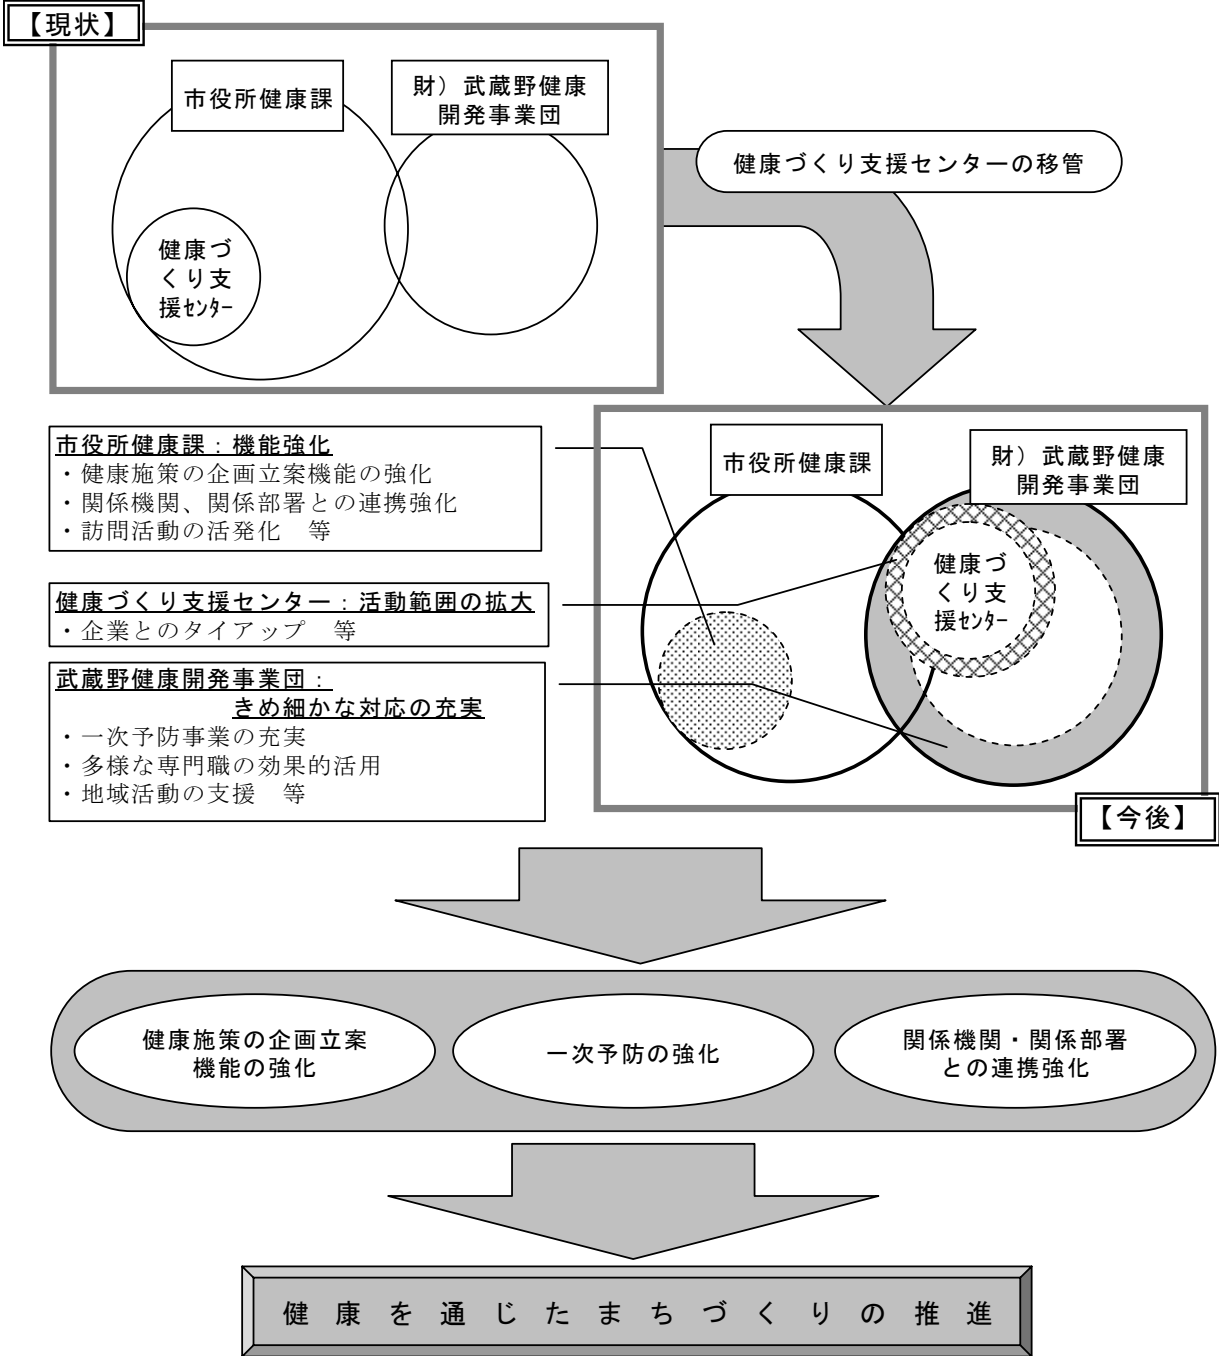 【現状】
市役所健康課
財）武蔵野健康
開発事業団
健康づ
くり支
援ｾﾝﾀｰ
健康づくり支援センターの移管
市役所健康課：機能強化
・健康施策の企画立案機能の強化
・関係機関、関係部署との連携強化
・訪問活動の活発化　等
健康づくり支援センター：活動範囲の拡大
・企業とのタイアップ　等
武蔵野健康開発事業団：
きめ細かな対応の充実
・一次予防事業の充実
・多様な専門職の効果的活用
・地域活動の支援　等
市役所健康課
財）武蔵野健康
開発事業団
健康づ
くり支
援ｾﾝﾀｰ
【今後】
健康施策の企画立案
機能の強化
一次予防の強化
関係機関・関係部署
との連携強化
健康を通じたまちづくりの推進